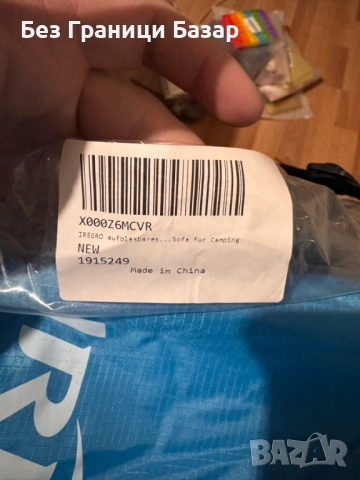 Без Граници Базар
X000Z6MCVR
IREGRO aufblasbares...Sofa für Camping
NEW
1915249
Made in China
BAZAR